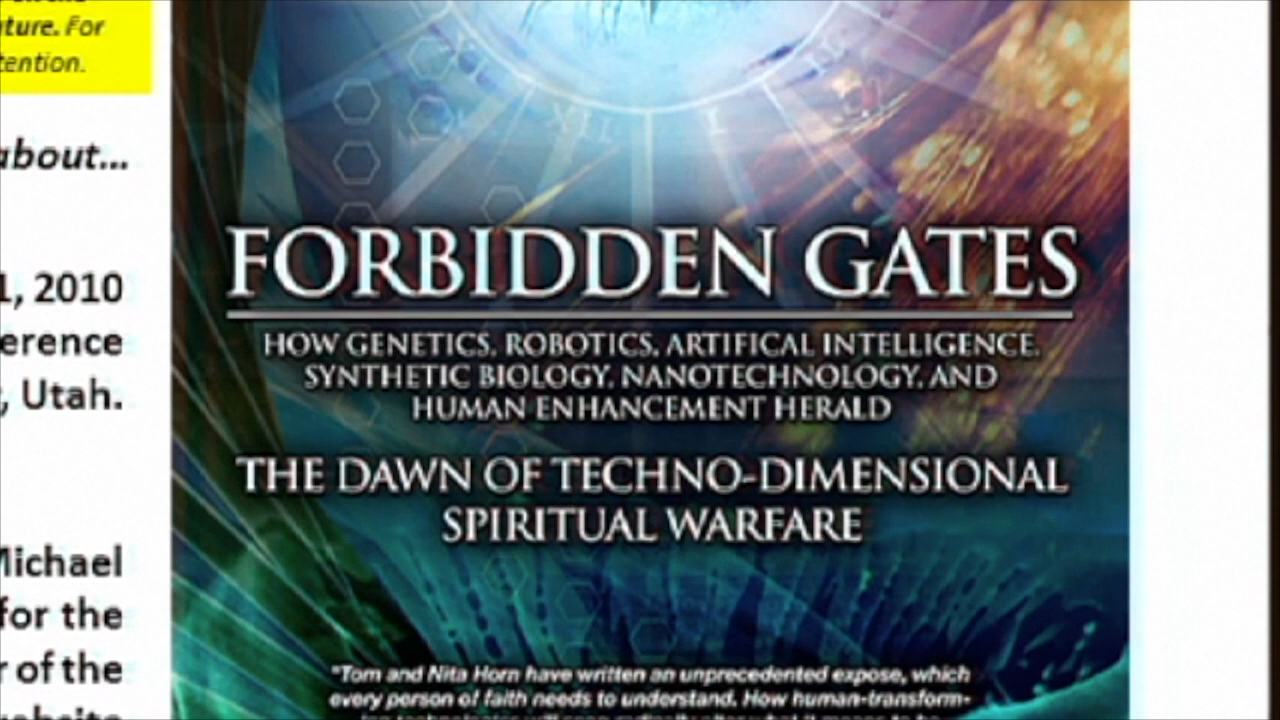 ture. For
tention.
about...
1, 2010
erence
, Utah.
Michael
for the
of the
FORBIDDEN GATES
HOW GENETICS, ROBOTICS, ARTIFICAL INTELLIGENCE,
SYNTHETIC BIOLOGY, NANOTECHNOLOGY, AND
HUMAN ENHANCEMENT HERALD
THE DAWN OF TECHNO-DIMENSIONAL
SPIRITUAL WARFARE
"Tom and Nita Horn have written an unprecedented expose, which
every person of faith needs to understand. How human-transform-